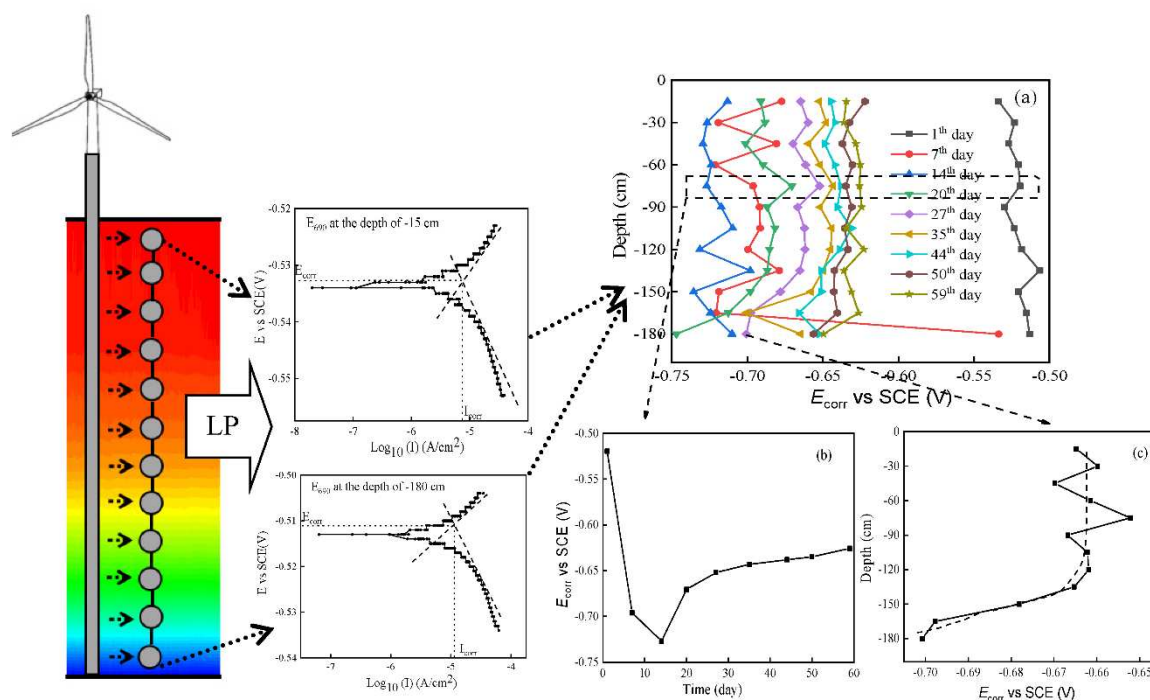 LP
-0.52
-0.53
-0.54
-0.55
E vs SCE(V)
E690 at the depth of -15 cm
Ecorr
Icorr
-8 -7 -6 -5 -4
Log10 (I) (A/cm2)
-0.50
-0.51
-0.52
-0.53
-0.54
E vs SCE(V)
E690 at the depth of -180 cm
Ecorr
Icorr
-7 -6 -5 -4
Log10 (I) (A/cm2)
(a)
0
-30
-60
-90
-120
-150
-180
Depth (cm)
1th day
7th day
14th day
20th day
27th day
35th day
44th day
50th day
59th day
-0.75 -0.70 -0.65 -0.60 -0.55 -0.50
Ecorr vs SCE (V)
(b)
-0.50
-0.55
-0.60
-0.65
-0.70
-0.75
Ecorr vs SCE (V)
0 10 20 30 40 50 60
Time (day)
(c)
0
-30
-60
-90
-120
-150
-180
Depth (cm)
-0.70 -0.69 -0.68 -0.67 -0.66 -0.65
Ecorr vs SCE (V)